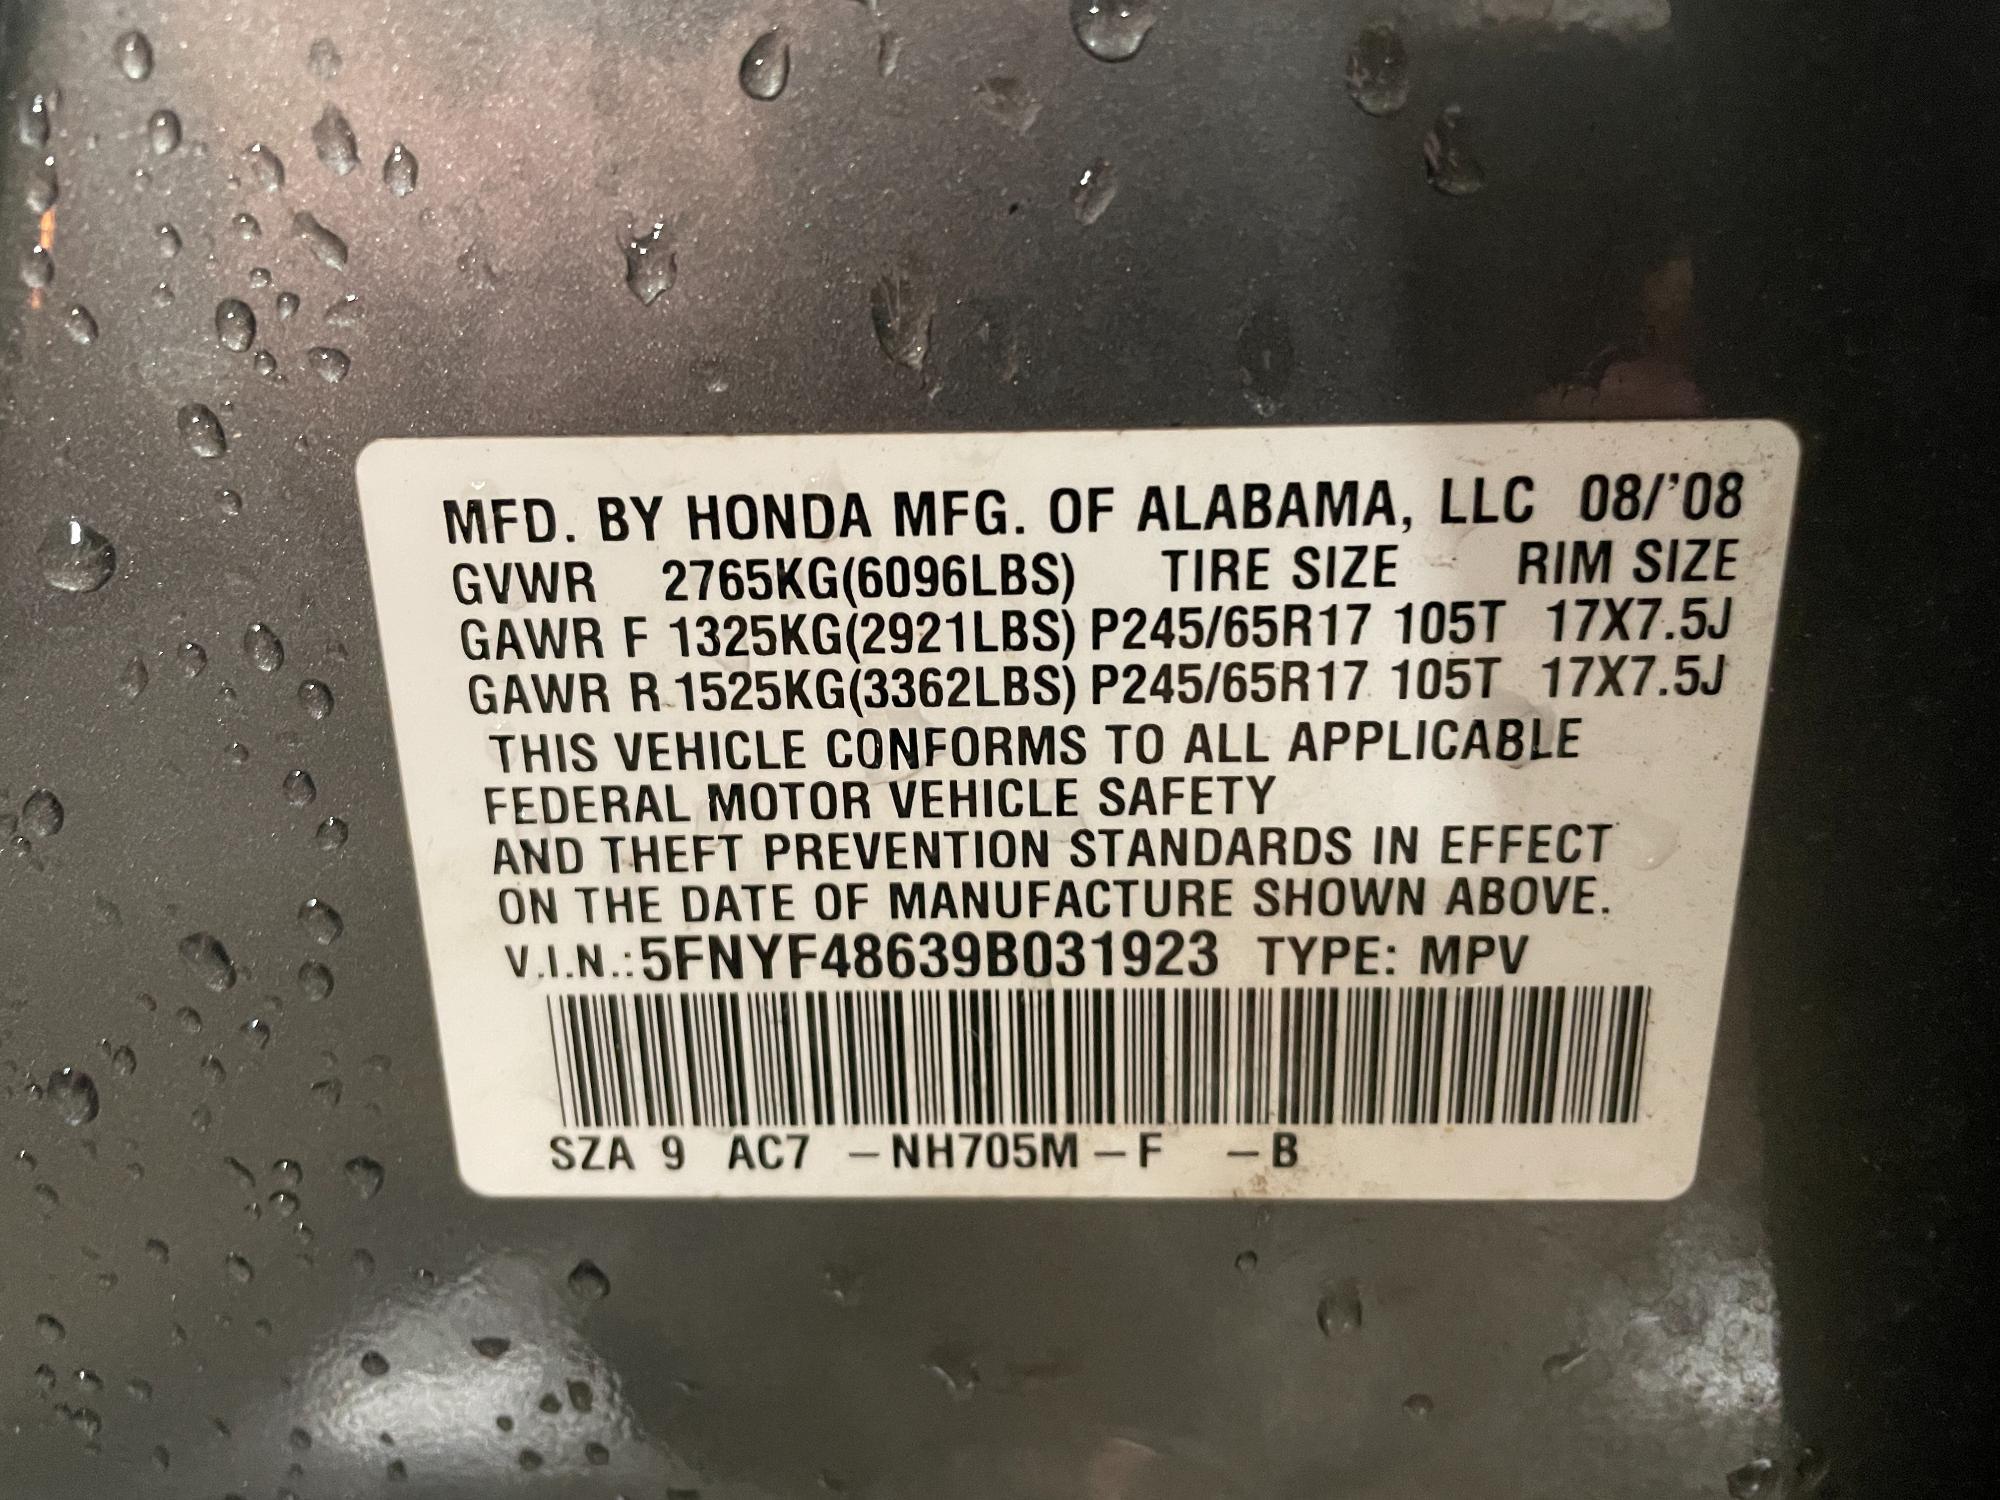 MFD. BY HONDA MFG. OF ALABAMA, LLC 08/'08
GVWR 2765KG(6096LBS) TIRE SIZE RIM SIZE
GAWR F 1325KG(2921LBS) P245/65R17 105T 17X7.5J
GAWR R 1525KG(3362LBS) P245/65R17 105T 17X7.5J
THIS VEHICLE CONFORMS TO ALL APPLICABLE
FEDERAL MOTOR VEHICLE SAFETY
AND THEFT PREVENTION STANDARDS IN EFFECT
ON THE DATE OF MANUFACTURE SHOWN ABOVE.
V.I.N.: 5FNYF48639B031923 TYPE: MPV
SZA 9 AC7 –NH705M – F – B